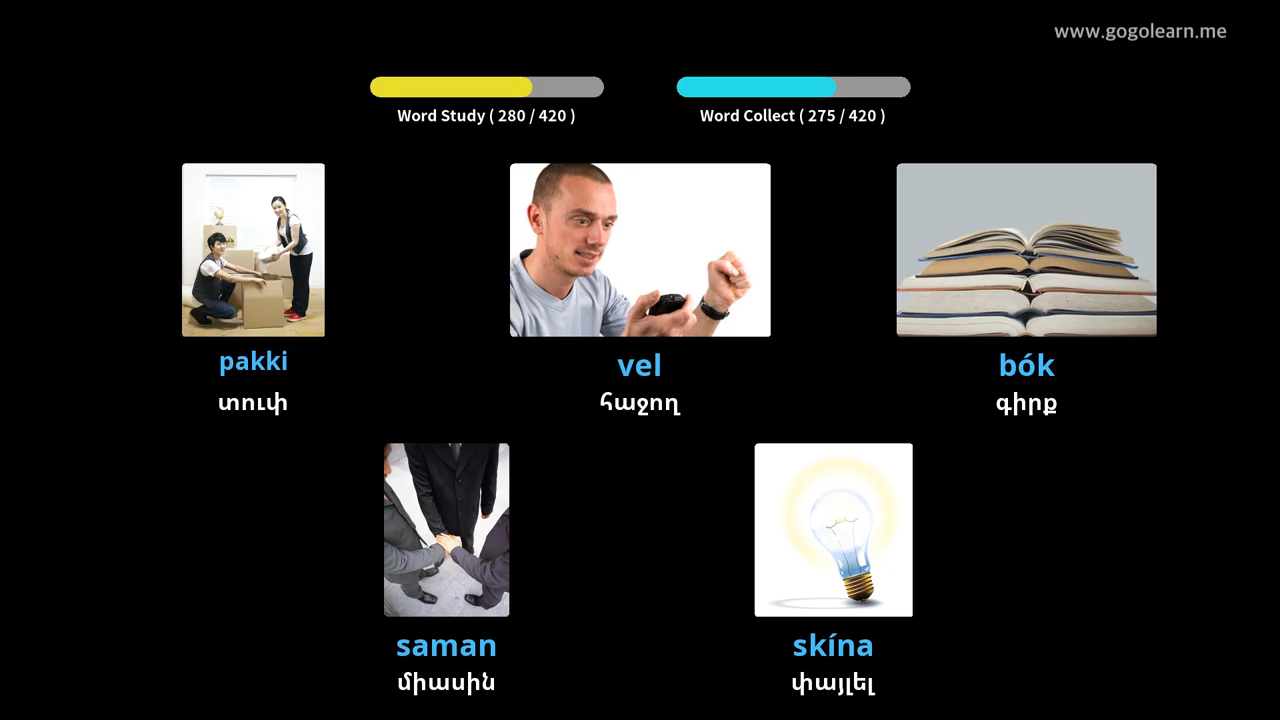 www.gogolearn.me
Word Study ( 280 / 420 )
Word Collect ( 275 / 420 )
pakki
տուփ
vel
հաջող
bók
գիրք
saman
միասին
skína
փայլել